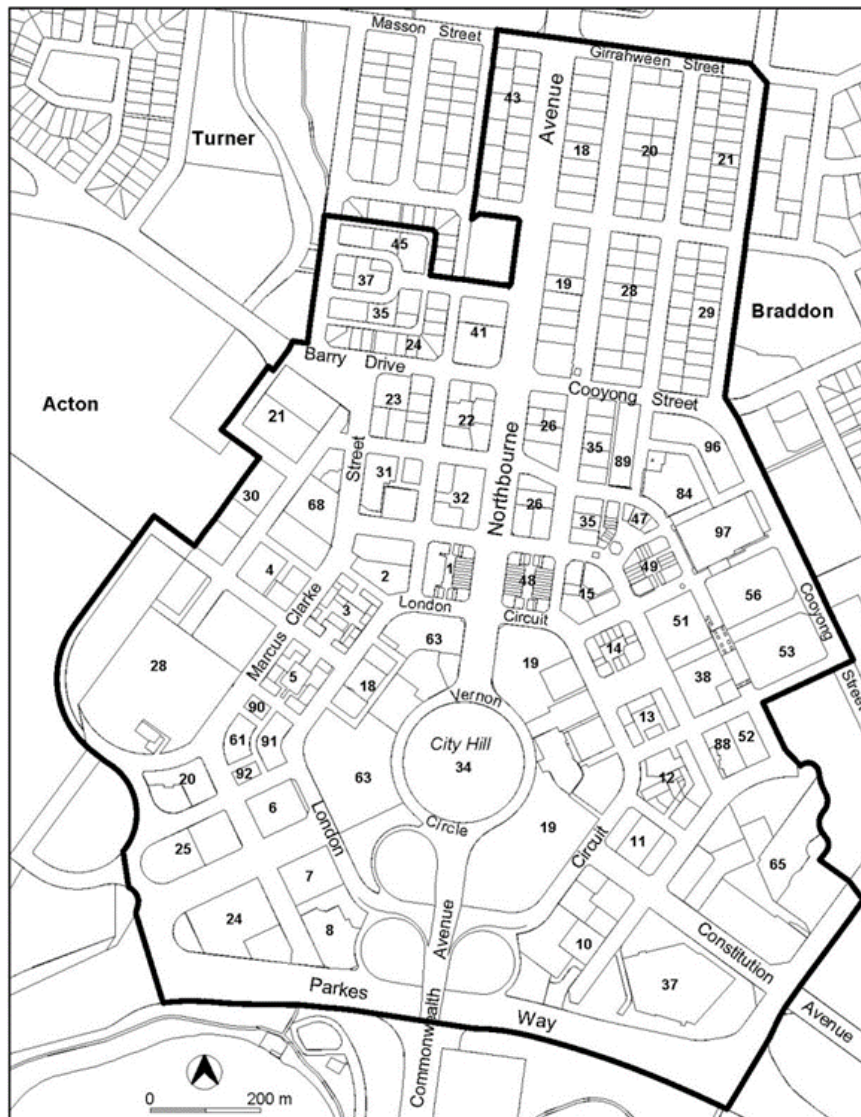 Masson Street
Girrahween Street
Turner
43
Avenue
18
20
21
45
37
35
24
19
28
29
41
Braddon
Barry Drive
Cooyong Street
Acton
23
22
26
35
89
96
21
Street
31
32
Northbourne
26
35
47
84
97
30
68
4
2
1
48
15
49
56
Cooyong
Marcus Clarke
3
London
Circuit
63
19
14
51
53
28
5
18
Vernon
38
Street
90
61
91
City Hill
34
13
88
52
92
20
6
63
12
London
Circle
19
Circuit
11
65
25
7
24
8
Avenue
10
Constitution
37
Parkes
Way
Commonwealth
Avenue
0 200 m